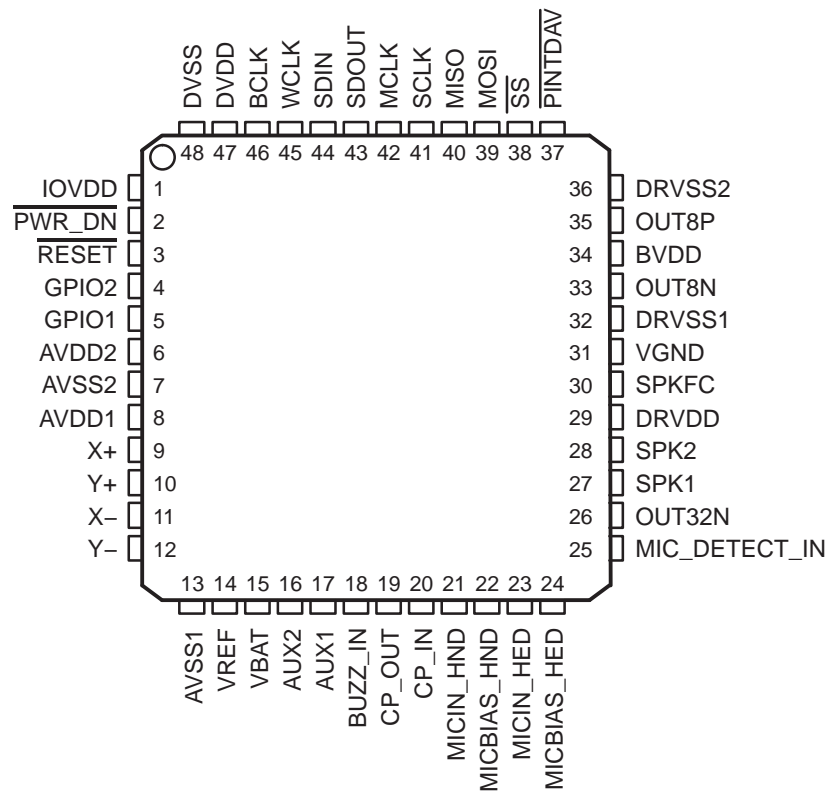 DVSS DVDD BCLK WCLK SDIN SDOUT MCLK SCLK MISO MOSI SS PINTDAV
48 47 46 45 44 43 42 41 40 39 38 37
IOVDD 1 36 DRVSS2
PWR_DN 2 35 OUT8P
RESET 3 34 BVDD
GPIO2 4 33 OUT8N
GPIO1 5 32 DRVSS1
AVDD2 6 31 VGND
AVSS2 7 30 SPKFC
AVDD1 8 29 DRVDD
X+ 9 28 SPK2
Y+ 10 27 SPK1
X– 11 26 OUT32N
Y– 12 25 MIC_DETECT_IN
13 14 15 16 17 18 19 20 21 22 23 24
AVSS1 VREF VBAT AUX2 AUX1 BUZZ_IN CP_OUT CP_IN MICIN_HND MICBIAS_HND MICIN_HED MICBIAS_HED